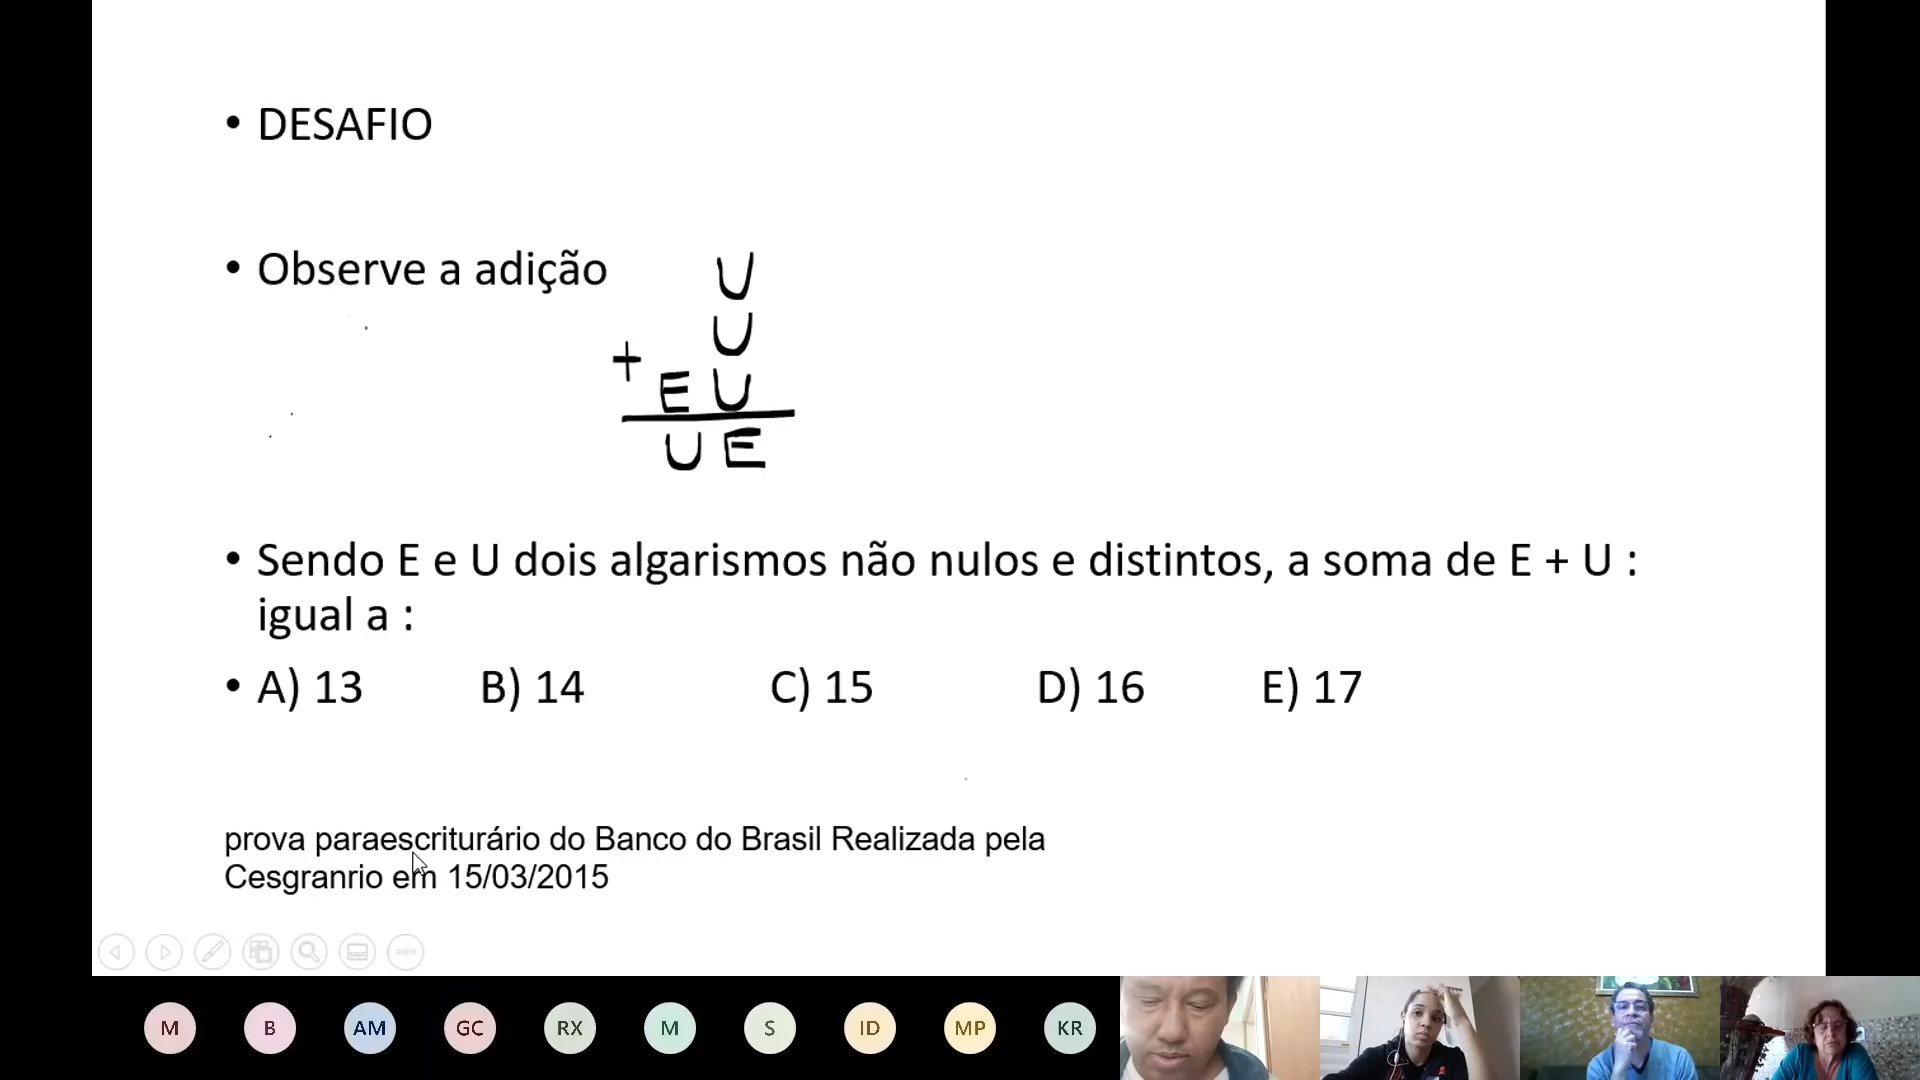 • DESAFIO
• Observe a adição
U
U
+ E U
U E
• Sendo E e U dois algarismos não nulos e distintos, a soma de E + U :
igual a :
• A) 13 B) 14 C) 15 D) 16 E) 17
prova paraescriturário do Banco do Brasil Realizada pela
Cesgranrio em 15/03/2015
M B AM GC RX M S ID MP KR